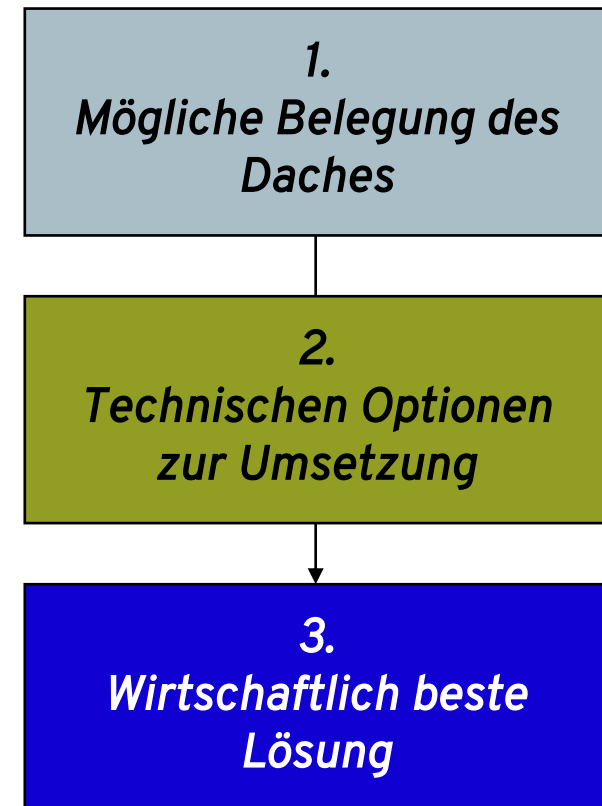 1.
Mögliche Belegung des
Daches
2.
Technischen Optionen
zur Umsetzung
3.
Wirtschaftlich beste
Lösung